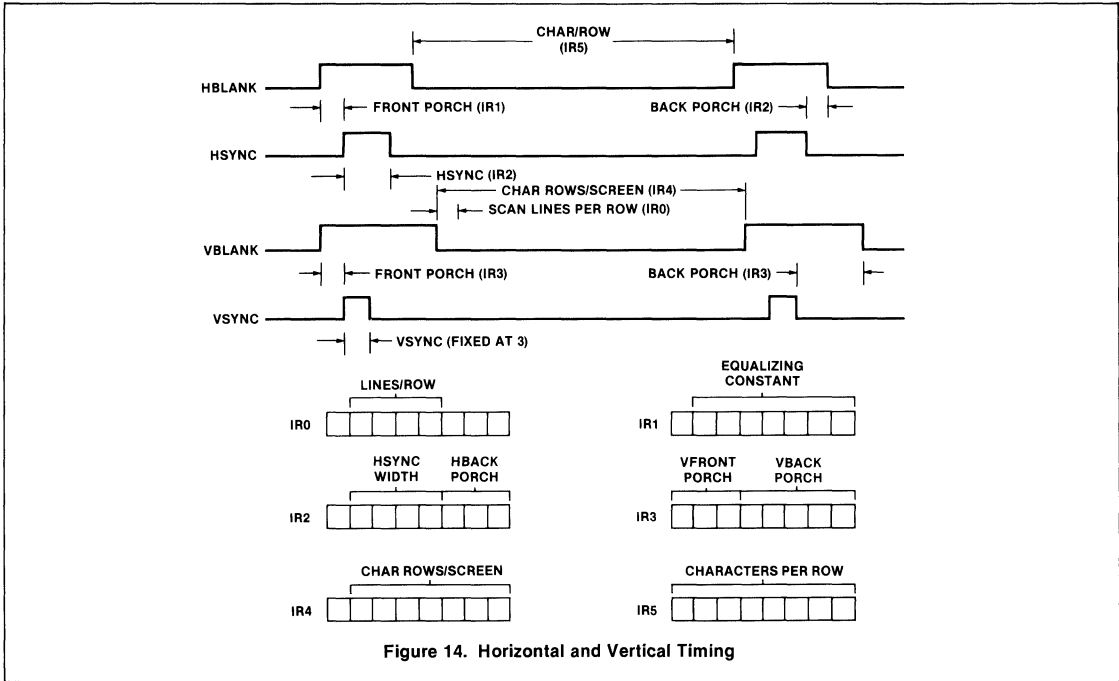 CHAR/ROW
(IR5)
HBLANK
FRONT PORCH (IR1)
BACK PORCH (IR2)
HSYNC
HSYNC (IR2)
CHAR ROWS/SCREEN (IR4)
SCAN LINES PER ROW (IR0)
VBLANK
FRONT PORCH (IR3)
BACK PORCH (IR3)
VSYNC
VSYNC (FIXED AT 3)
LINES/ROW
IR0
EQUALIZING
CONSTANT
IR1
HSYNC
WIDTH
HBACK
PORCH
IR2
VFRONT
PORCH
VBACK
PORCH
IR3
CHAR ROWS/SCREEN
IR4
CHARACTERS PER ROW
IR5
Figure 14. Horizontal and Vertical Timing